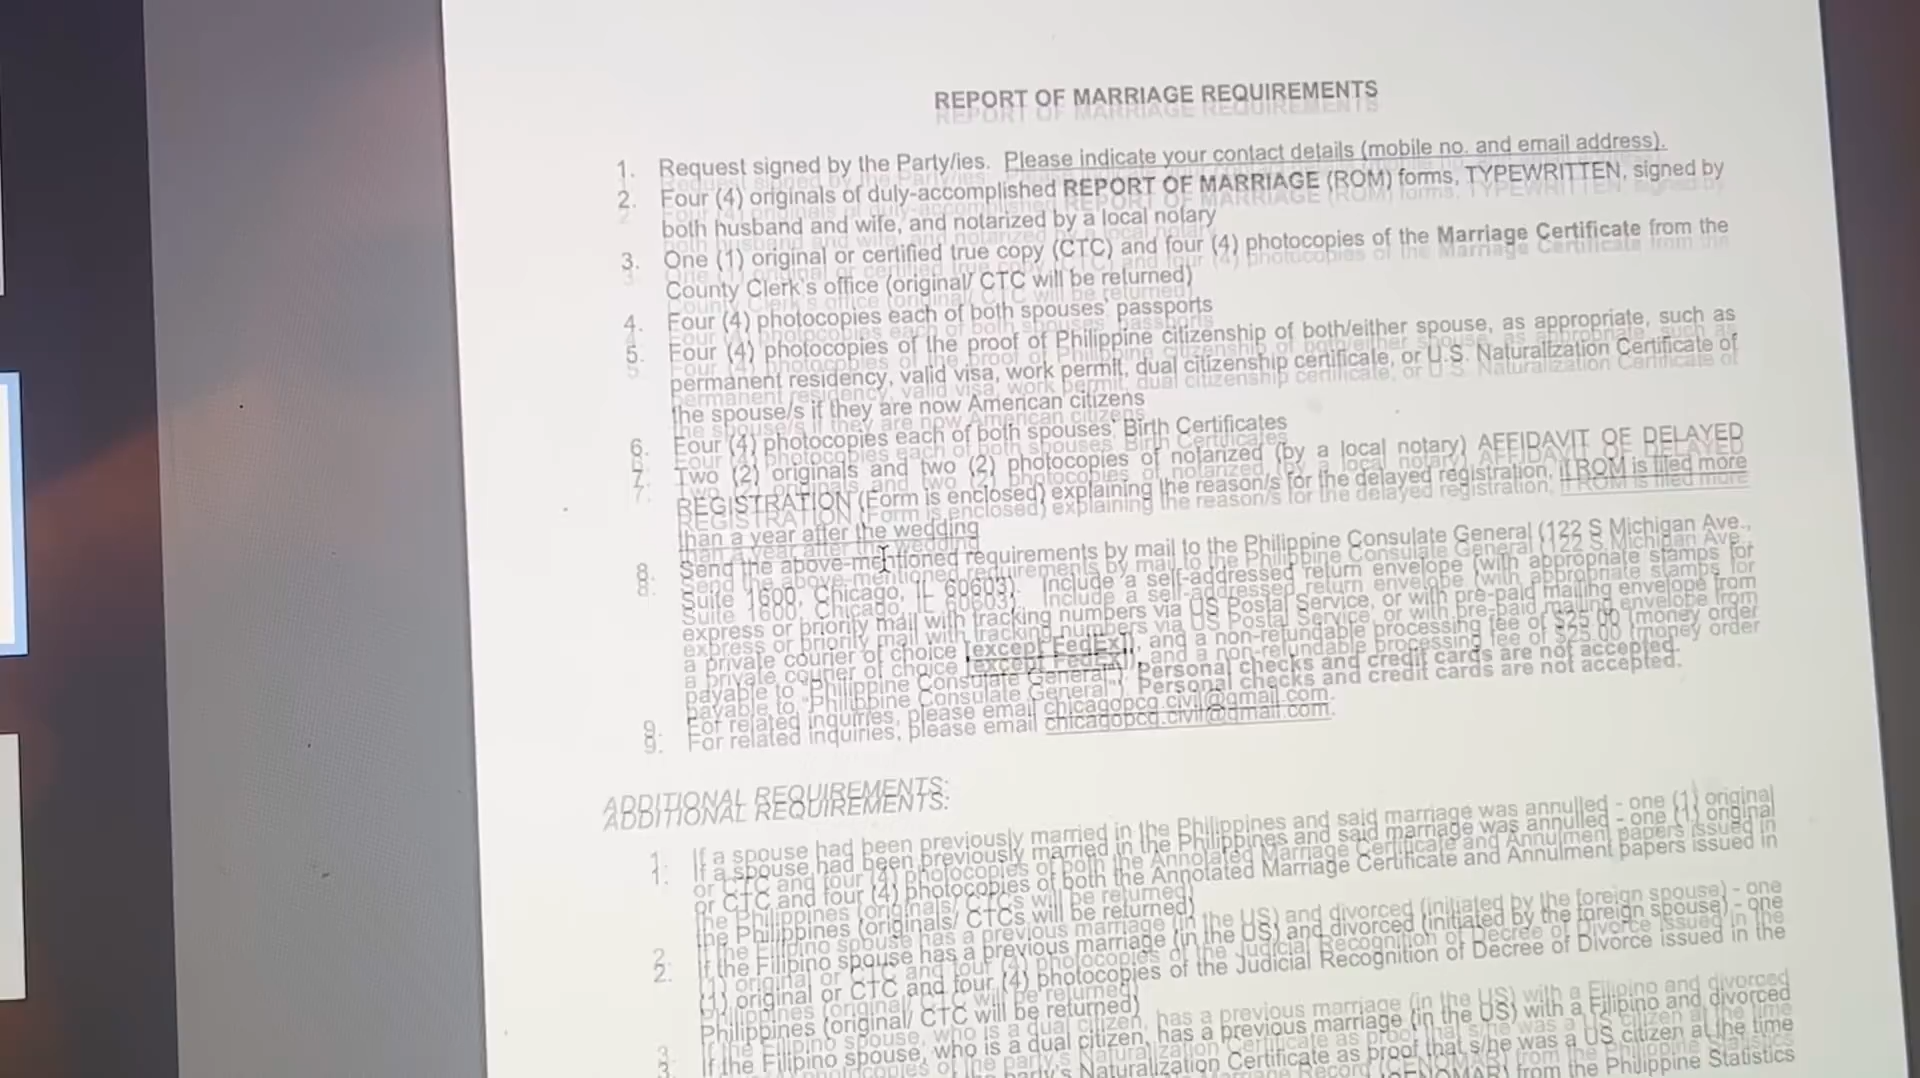 REPORT OF MARRIAGE REQUIREMENTS
1. Request signed by the Party/ies. Please indicate your contact details (mobile no. and email address).
2. Four (4) originals of duly-accomplished REPORT OF MARRIAGE (ROM) forms, TYPEWRITTEN, signed by
both husband and wife, and notarized by a local notary
3. One (1) original or certified true copy (CTC) and four (4) photocopies of the Marriage Certificate from the
County Clerk's office (original/ CTC will be returned)
4. Four (4) photocopies each of both spouses' passports
5. Four (4) photocopies of the proof of Philippine citizenship of both/either spouse, as appropriate, such as
permanent residency, valid visa, work permit, dual citizenship certificate, or U.S. Naturalization Certificate of
the spouse/s if they are now American citizens
6. Four (4) photocopies each of both spouses' Birth Certificates
7. Two (2) originals and two (2) photocopies of notarized (by a local notary) AFFIDAVIT OF DELAYED
REGISTRATION (Form is enclosed) explaining the reason/s for the delayed registration, if ROM is filed more
than a year after the wedding
8. Send the above-mentioned requirements by mail to the Philippine Consulate General (122 S Michigan Ave.,
Suite 1600, Chicago, IL 60603). Include a self-addressed return envelope (with appropriate stamps for
express or priority mail with tracking numbers via US Postal Service, or with pre-paid mailing envelope from
a private courier of choice [except FedEx]), and a non-refundable processing fee of $25.00 (money order
payable to "Philippine Consulate General"). Personal checks and credit cards are not accepted.
9. For related inquiries, please email chicagopcg.civil@gmail.com.
ADDITIONAL REQUIREMENTS:
1. If a spouse had been previously married in the Philippines and said marriage was annulled - one (1) original
or CTC and four (4) photocopies of both the Annotated Marriage Certificate and Annulment papers issued in
the Philippines (originals/ CTCs will be returned)
2. If the Filipino spouse has a previous marriage (in the US) and divorced (initiated by the foreign spouse) - one
(1) original or CTC and four (4) photocopies of the Judicial Recognition of Decree of Divorce issued in the
Philippines (original/ CTC will be returned)
3. If the Filipino spouse, who is a dual citizen, has a previous marriage (in the US) with a Filipino and divorced
party's Naturalization Certificate as proof that s/he was a US citizen at the time
(CENOMAR) from the Philippine Statistics